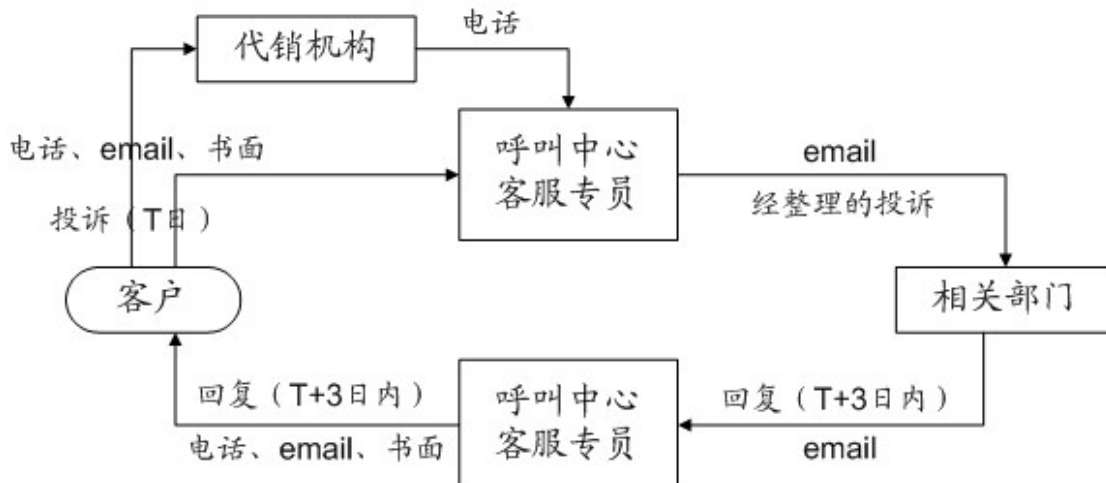 代销机构
电话
电话、email、书面
呼叫中心
客服专员
email
经整理的投诉
投诉（T日）
客户
相关部门
回复（T+3日内）
电话、email、书面
呼叫中心
客服专员
回复（T+3日内）
email